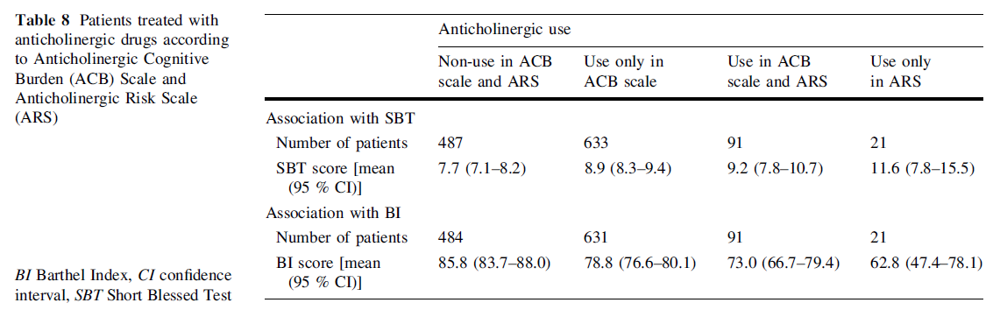 Table 8 Patients treated with
anticholinergic drugs according
to Anticholinergic Cognitive
Burden (ACB) Scale and
Anticholinergic Risk Scale
(ARS)
BI Barthel Index, CI confidence
interval, SBT Short Blessed Test
Anticholinergic use
Non-use in ACB scale and ARS
Use only in ACB scale
Use in ACB scale and ARS
Use only in ARS
Association with SBT
Number of patients 487 633 91 21
SBT score [mean (95 % CI)] 7.7 (7.1–8.2) 8.9 (8.3–9.4) 9.2 (7.8–10.7) 11.6 (7.8–15.5)
Association with BI
Number of patients 484 631 91 21
BI score [mean (95 % CI)] 85.8 (83.7–88.0) 78.8 (76.6–80.1) 73.0 (66.7–79.4) 62.8 (47.4–78.1)